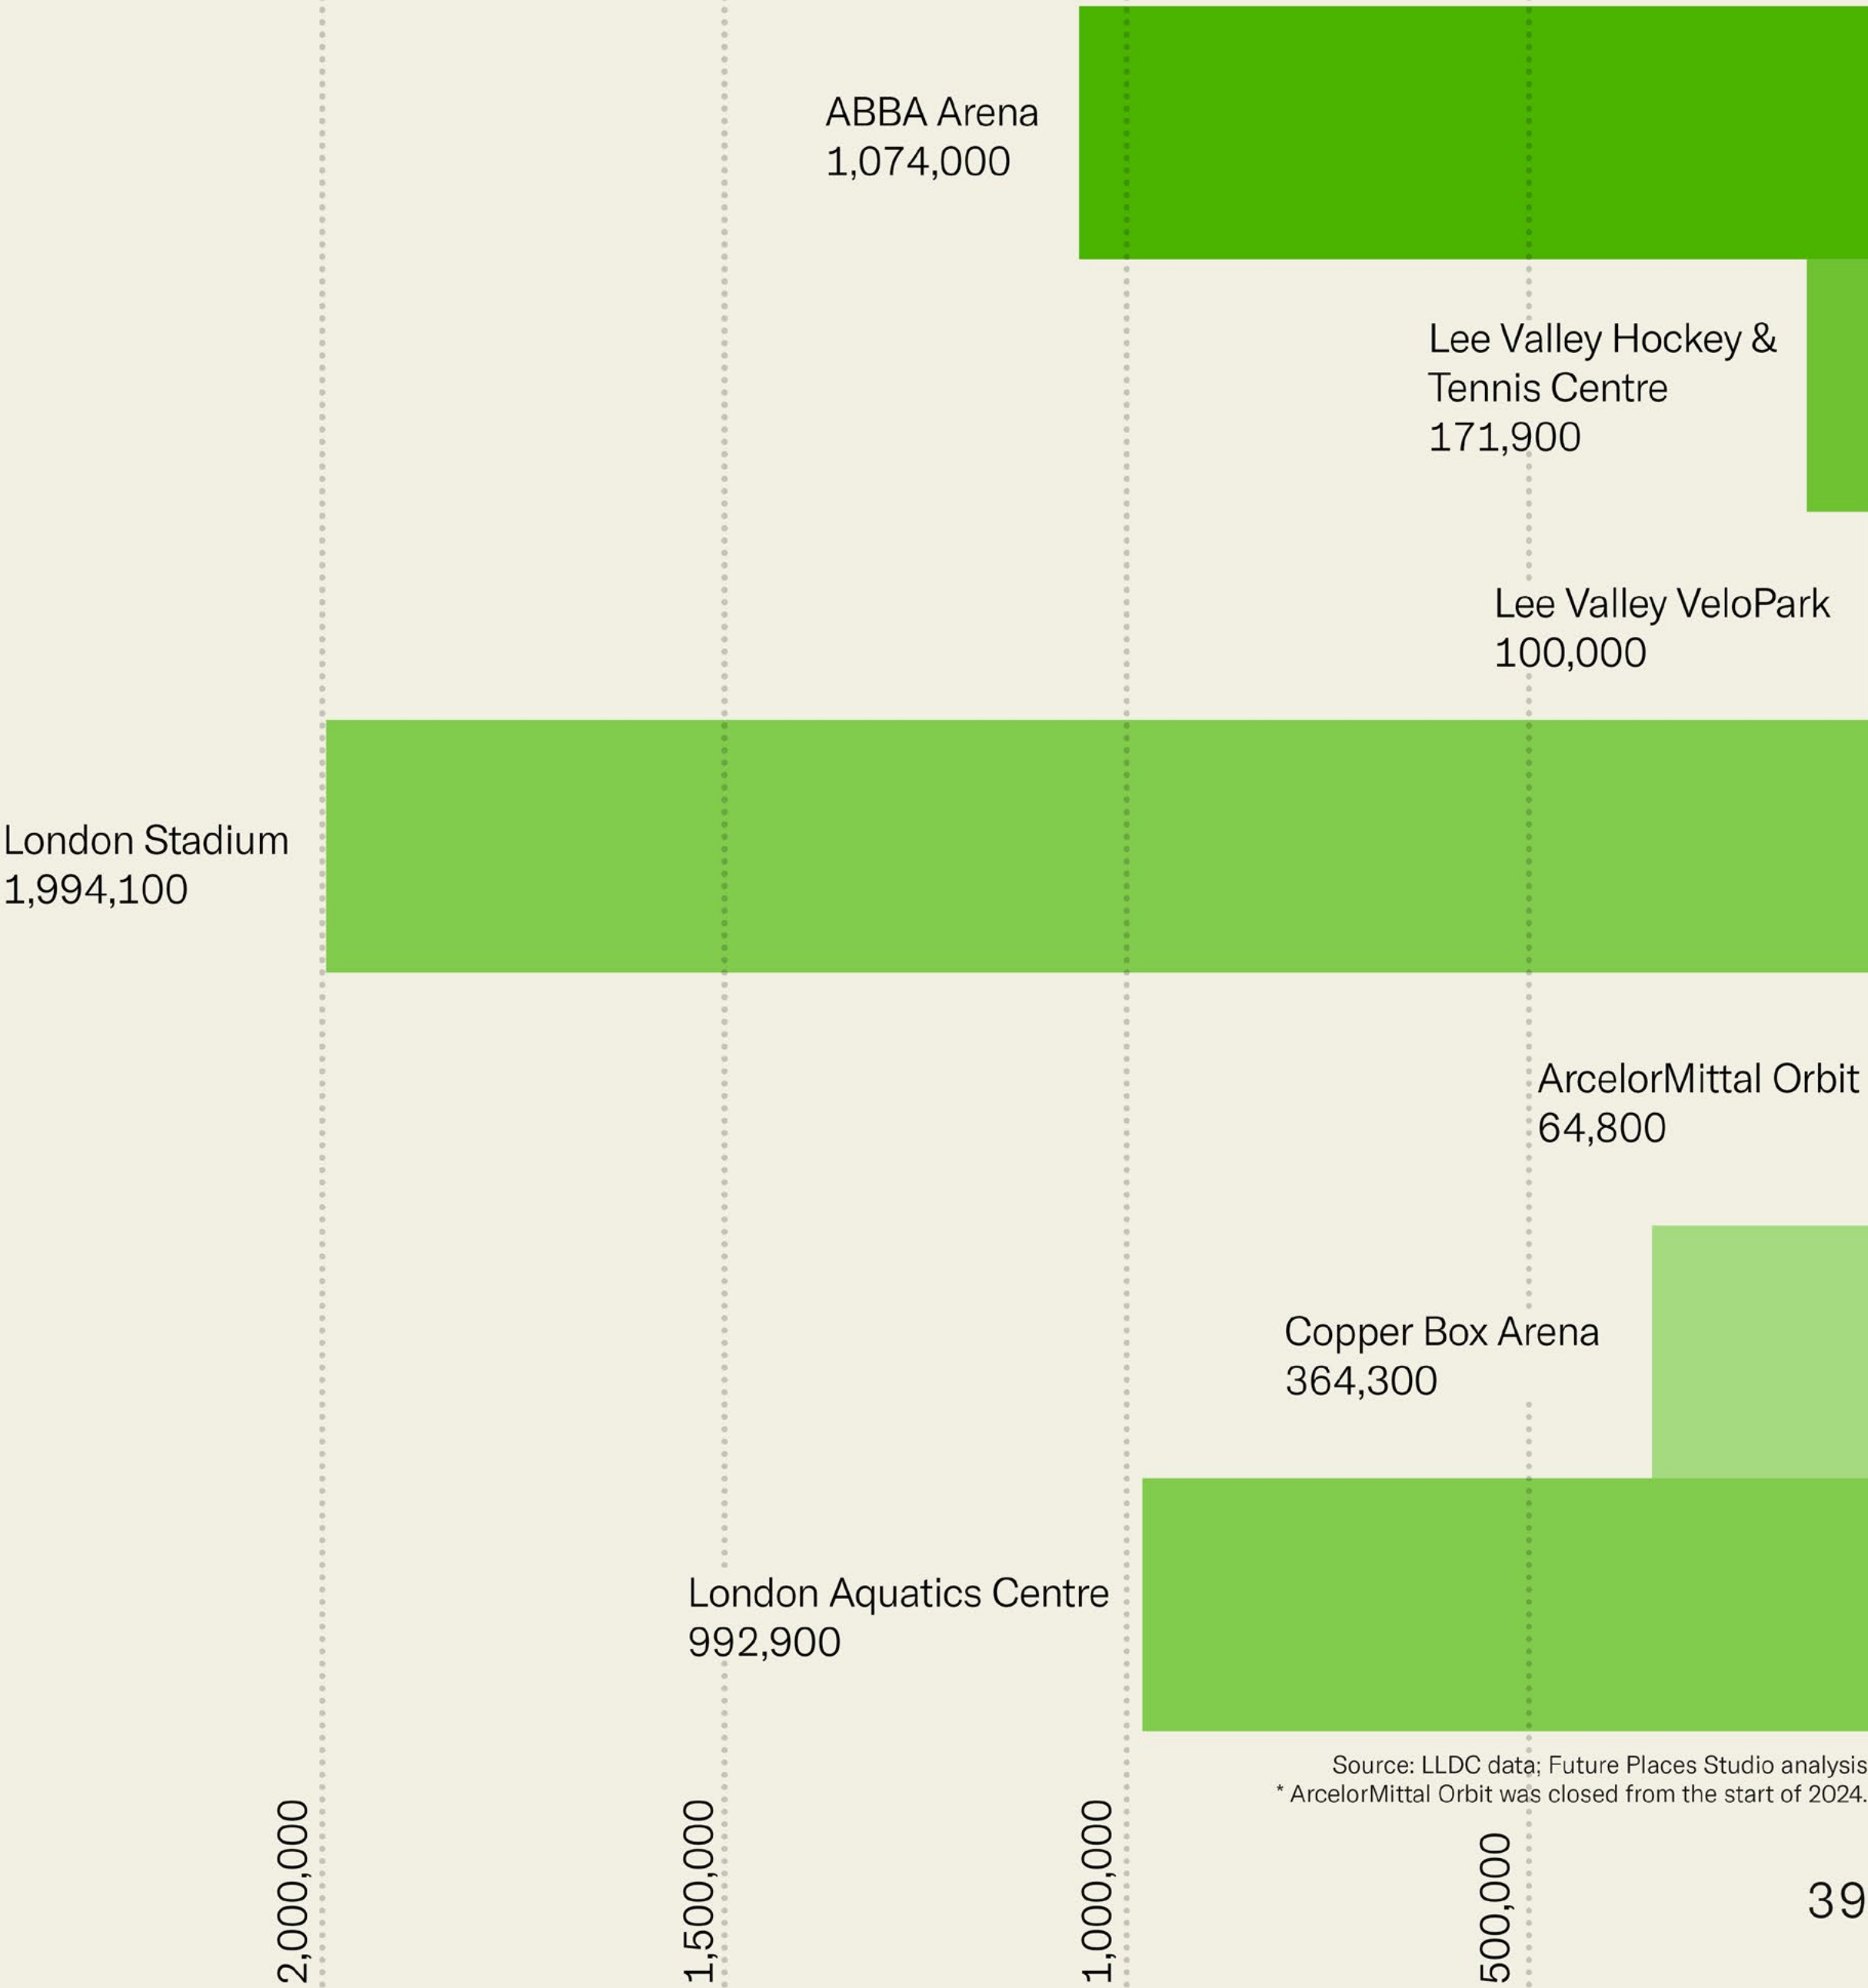 ABBA Arena
1,074,000
Lee Valley Hockey &
Tennis Centre
171,900
Lee Valley VeloPark
100,000
London Stadium
1,994,100
ArcelorMittal Orbit
64,800
Copper Box Arena
364,300
London Aquatics Centre
992,900
Source: LLDC data; Future Places Studio analysis
* ArcelorMittal Orbit was closed from the start of 2024.
2,000,000
1,500,000
1,000,000
500,000
39